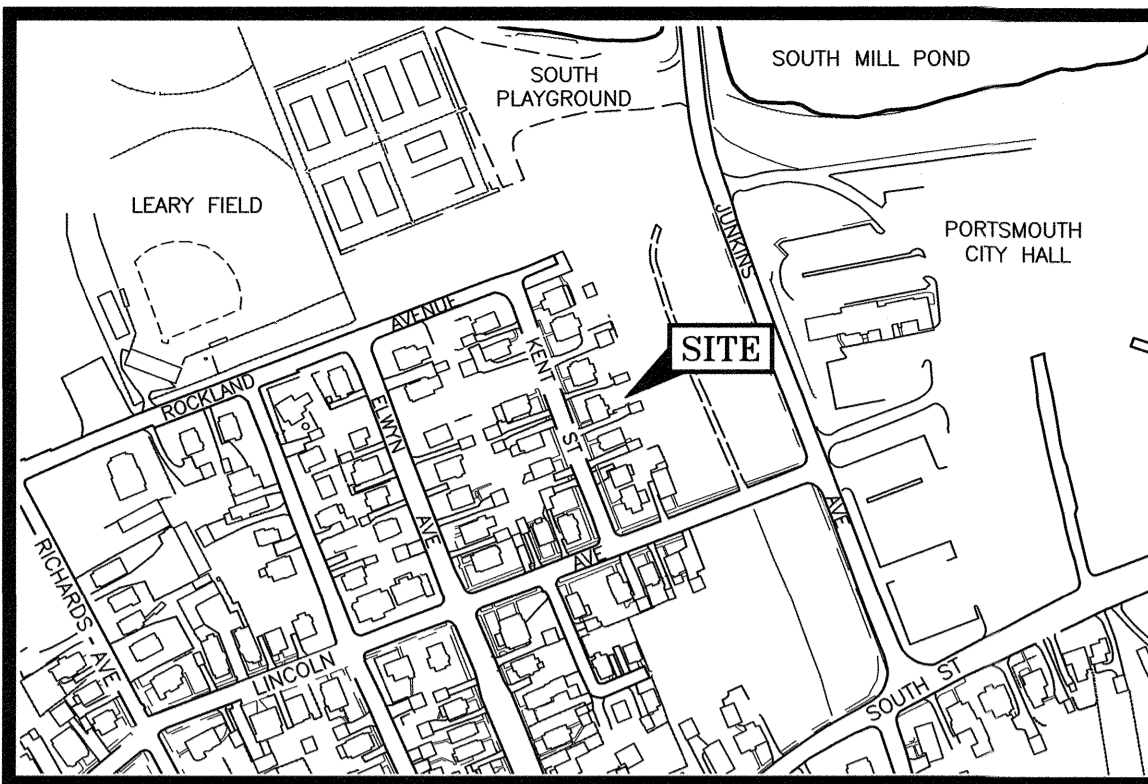 SOUTH MILL POND
SOUTH
PLAYGROUND
LEARY FIELD
JUNKINS
AVE
PORTSMOUTH
CITY HALL
ROCKLAND
AVENUE
KENT
ST
SITE
ELWYN
AVE
RICHARDS AVE
LINCOLN
AVE
SOUTH ST